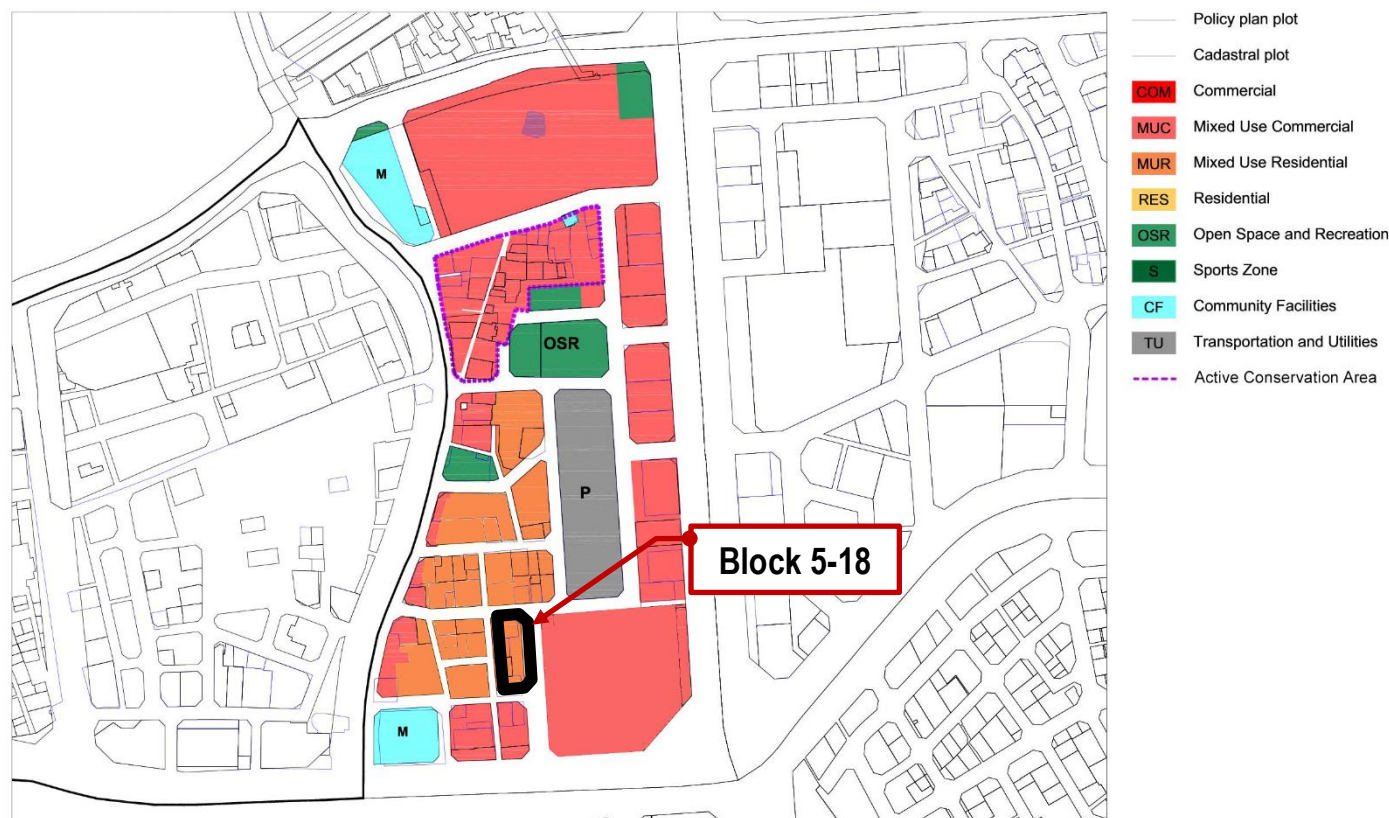 Policy plan plot
Cadastral plot
COM Commercial
MUC Mixed Use Commercial
MUR Mixed Use Residential
RES Residential
OSR Open Space and Recreation
S Sports Zone
CF Community Facilities
TU Transportation and Utilities
Active Conservation Area
M
OSR
P
Block 5-18
M